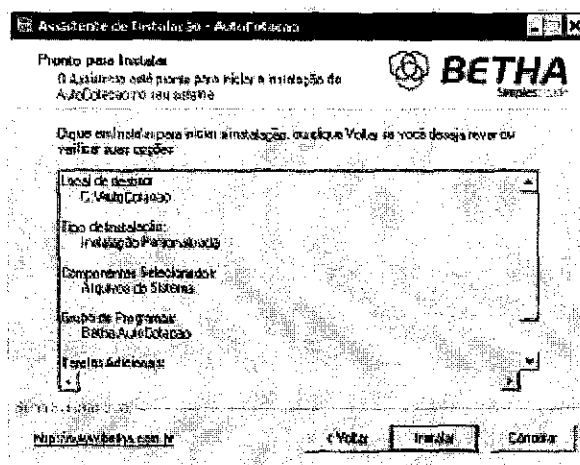 Assistente de Instalação - AutoCotacao
Pronto para Instalar
O Assistente está pronto para iniciar a instalação do
AutoCotacao no seu sistema
BETHA
Clique em Instalar para iniciar a instalação, ou clique Voltar se você deseja rever ou
verificar suas opções
Local de destino:
C:\AutoCotacao
Tipo de Instalação:
Instalação Personalizada
Componentes Selecionados:
Arquivos do Sistema
Grupo de Programas:
Betha AutoCotacao
Tarefas Adicionais:
http://www.betha.com.br
< Voltar
Instalar
Cancelar